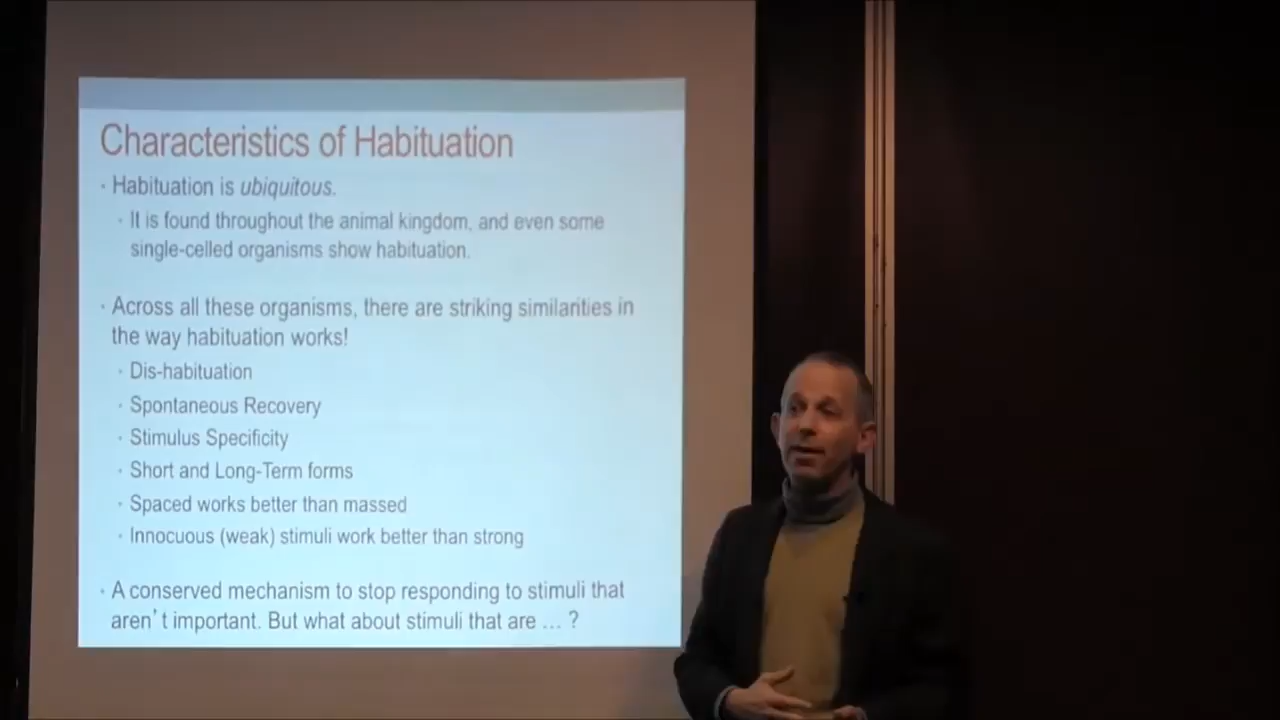 Characteristics of Habituation
• Habituation is ubiquitous.
• It is found throughout the animal kingdom, and even some
single-celled organisms show habituation.
• Across all these organisms, there are striking similarities in
the way habituation works!
• Dis-habituation
• Spontaneous Recovery
• Stimulus Specificity
• Short and Long-Term forms
• Spaced works better than massed
• Innocuous (weak) stimuli work better than strong
• A conserved mechanism to stop responding to stimuli that
aren't important. But what about stimuli that are … ?